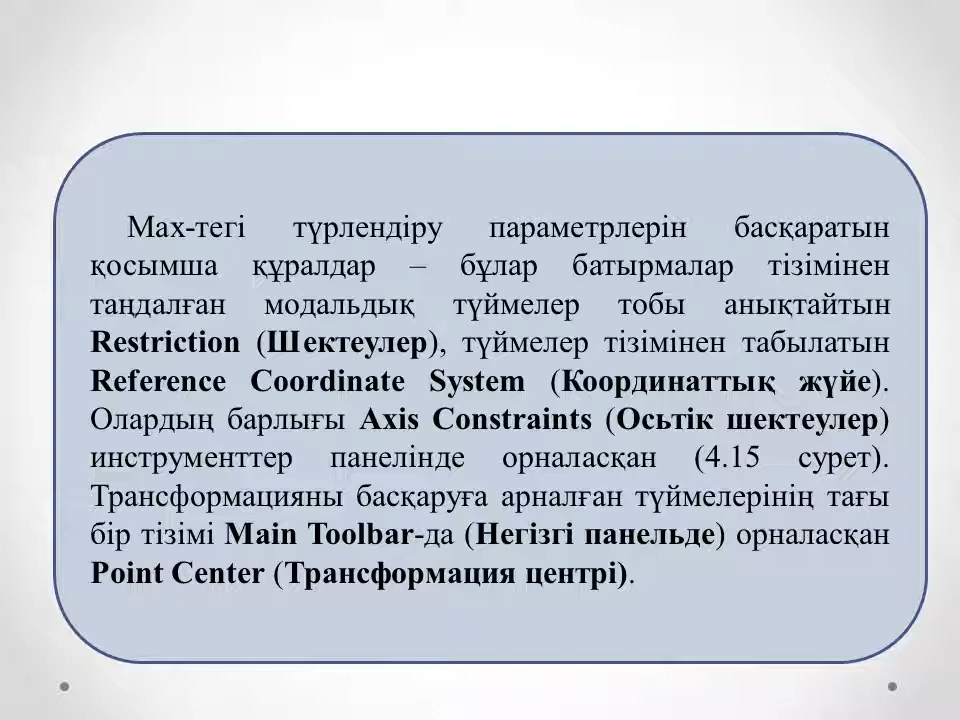 Max-тегі түрлендіру параметрлерін басқаратын
қосымша құралдар – бұлар батырмалар тізімінен
таңдалған модальдық түймелер тобы анықтайтын
Restriction (Шектеулер), түймелер тізімінен табылатын
Reference Coordinate System (Координаттық жүйе).
Олардың барлығы Axis Constraints (Осьтік шектеулер)
инструменттер панелінде орналасқан (4.15 сурет).
Трансформацияны басқаруға арналған түймелерінің тағы
бір тізімі Main Toolbar-да (Негізгі панельде) орналасқан
Point Center (Трансформация центрі).